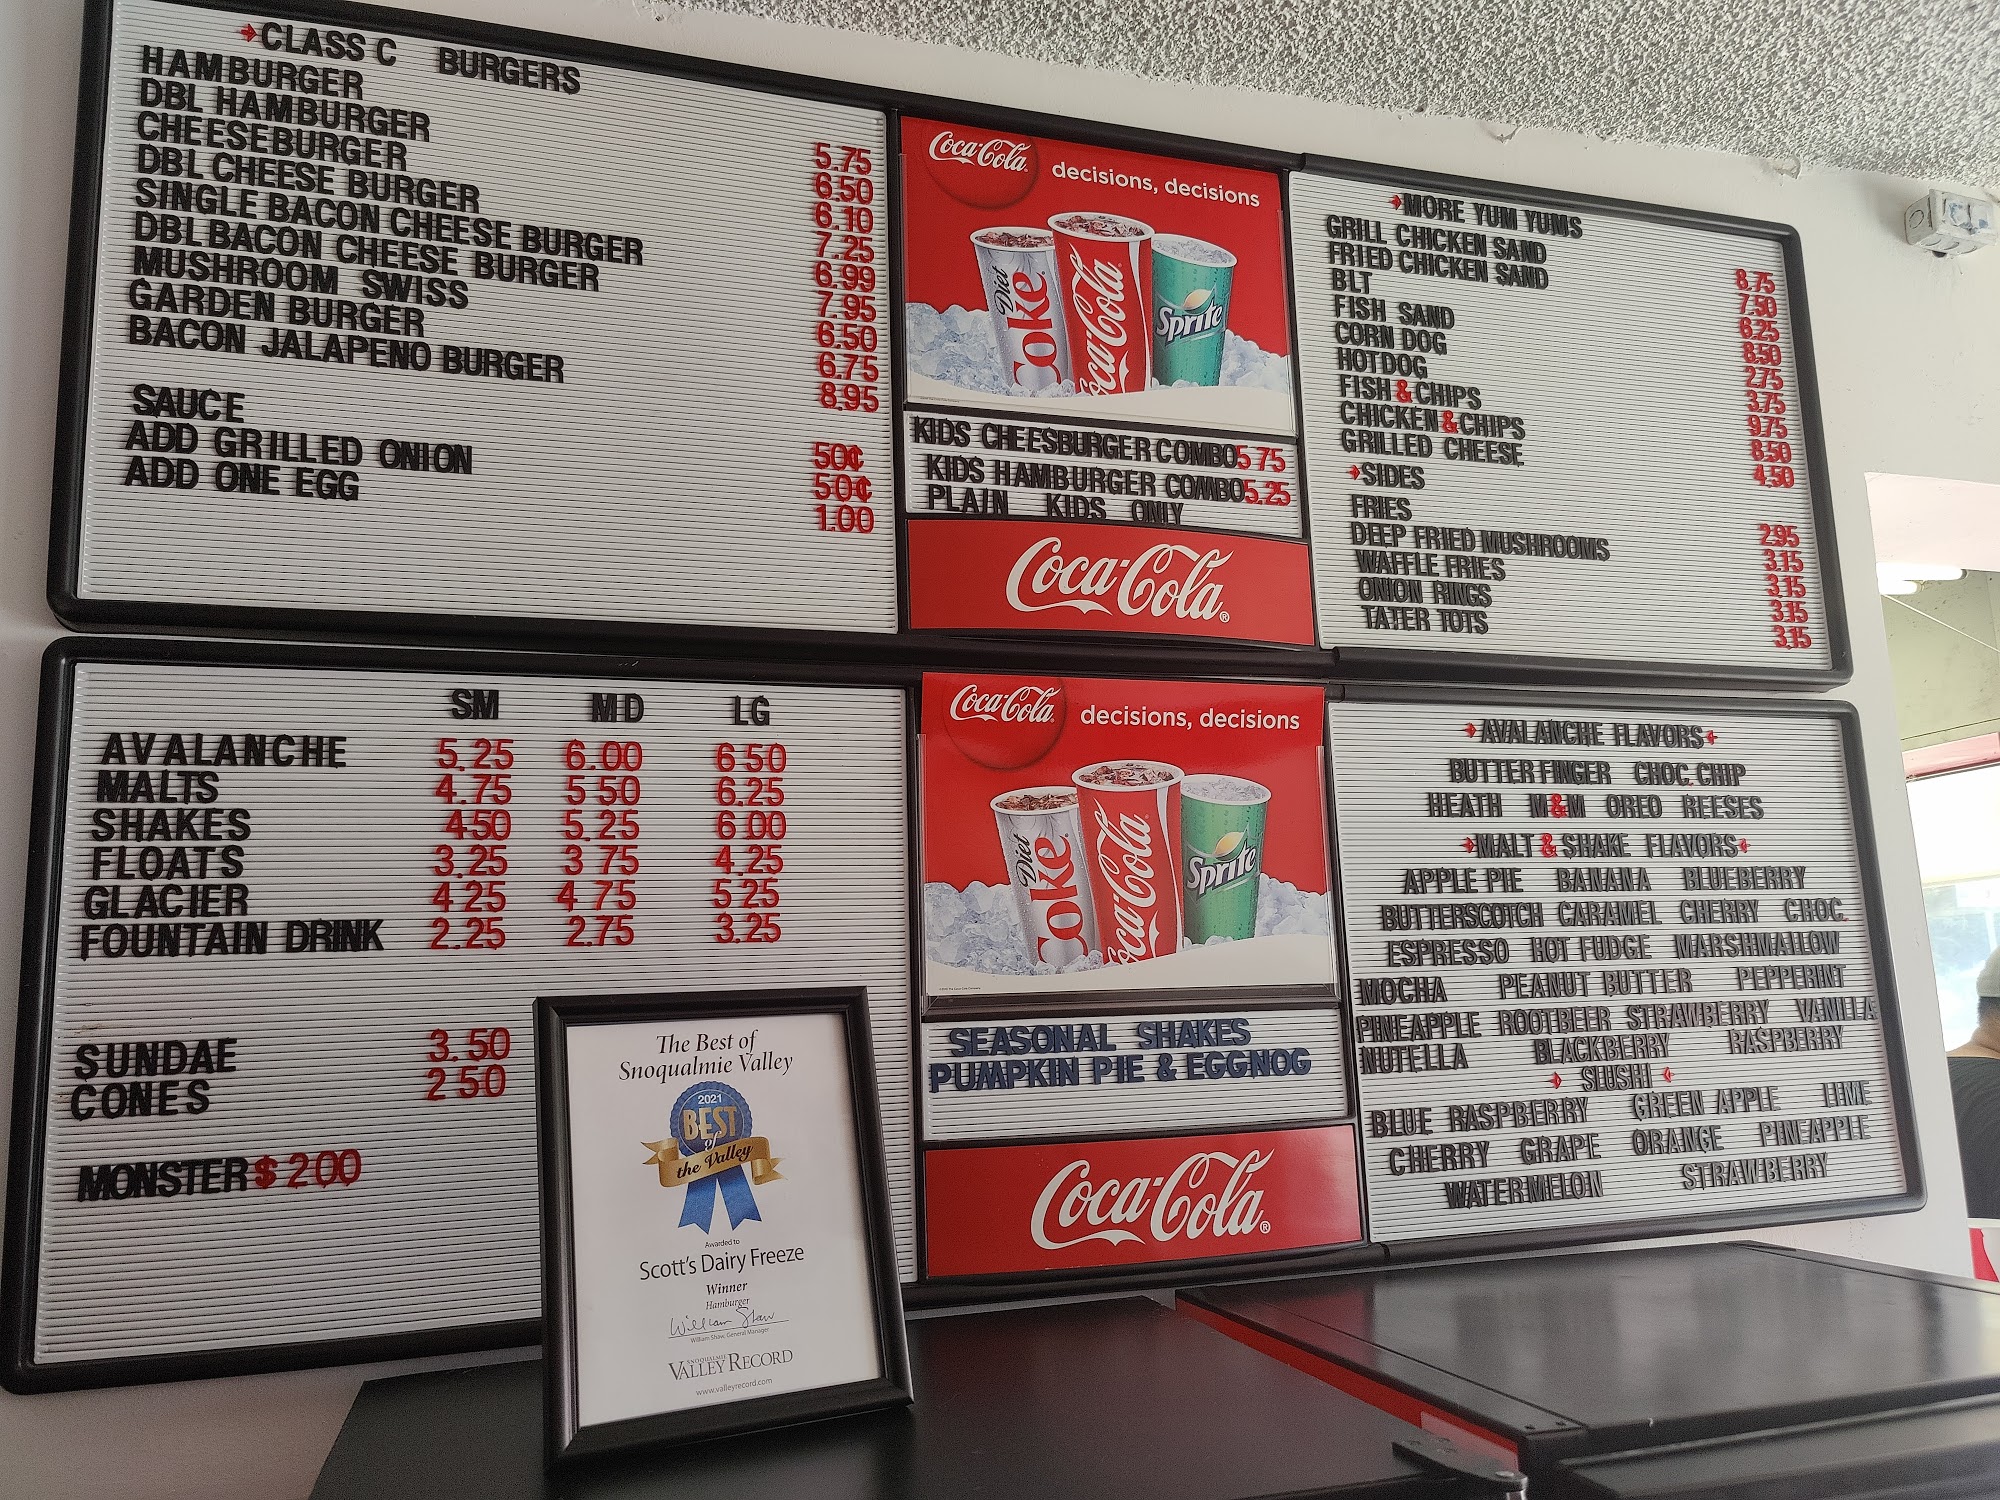 CLASS C BURGERS
HAMBURGER 5.75
DBL HAMBURGER 6.50
CHEESEBURGER 6.10
DBL CHEESE BURGER 7.25
SINGLE BACON CHEESE BURGER 6.99
DBL BACON CHEESE BURGER 7.95
MUSHROOM SWISS 6.50
GARDEN BURGER 6.75
BACON JALAPENO BURGER 8.95
SAUCE 50¢
ADD GRILLED ONION 50¢
ADD ONE EGG 1.00
Coca-Cola decisions, decisions
Diet Coke Coca-Cola Sprite
KIDS CHEESBURGER COMBO 5 75
KIDS HAMBURGER COMBO 5.25
PLAIN KIDS ONLY
Coca-Cola®
MORE YUM YUMS
GRILL CHICKEN SAND 8.75
FRIED CHICKEN SAND 7.50
BLT 6.25
FISH SAND 8.50
CORN DOG 2.75
HOTDOG 3.75
FISH & CHIPS 9.75
CHICKEN & CHIPS 8.50
GRILLED CHEESE 4.50
SIDES
FRIES 2.95
DEEP FRIED MUSHROOMS 3.15
WAFFLE FRIES 3.15
ONION RINGS 3.15
TATER TOTS 3.15
SM MD LG
AVALANCHE 5.25 6.00 6 50
MALTS 4.75 5 50 6.25
SHAKES 4.50 5.25 6 00
FLOATS 3.25 3 75 4.25
GLACIER 4 25 4 75 5 25
FOUNTAIN DRINK 2.25 2.75 3.25
SUNDAE 3.50
CONES 2 50
MONSTER $ 2 00
The Best of
Snoqualmie Valley
2021
BEST
of
the Valley
Awarded to
Scott's Dairy Freeze
Winner
Hamburger
William Shaw
William Shaw, General Manager
SNOQUALMIE
VALLEY RECORD
www.valleyrecord.com
Coca-Cola decisions, decisions
Diet Coke Coca-Cola Sprite
SEASONAL SHAKES
PUMPKIN PIE & EGGNOG
Coca-Cola®
AVALANCHE FLAVORS
BUTTER FINGER CHOC. CHIP
HEATH M&M OREO REESES
MALT & SHAKE FLAVORS
APPLE PIE BANANA BLUEBERRY
BUTTERSCOTCH CARAMEL CHERRY CHOC.
ESPRESSO HOT FUDGE MARSHMALLOW
MOCHA PEANUT BUTTER PEPPERINT
PINEAPPLE ROOTBEER STRAWBERRY VANILLA
NUTELLA BLACKBERRY RASPBERRY
SLUSHI
BLUE RASPBERRY GREEN APPLE LIME
CHERRY GRAPE ORANGE PINEAPPLE
WATERMELON STRAWBERRY